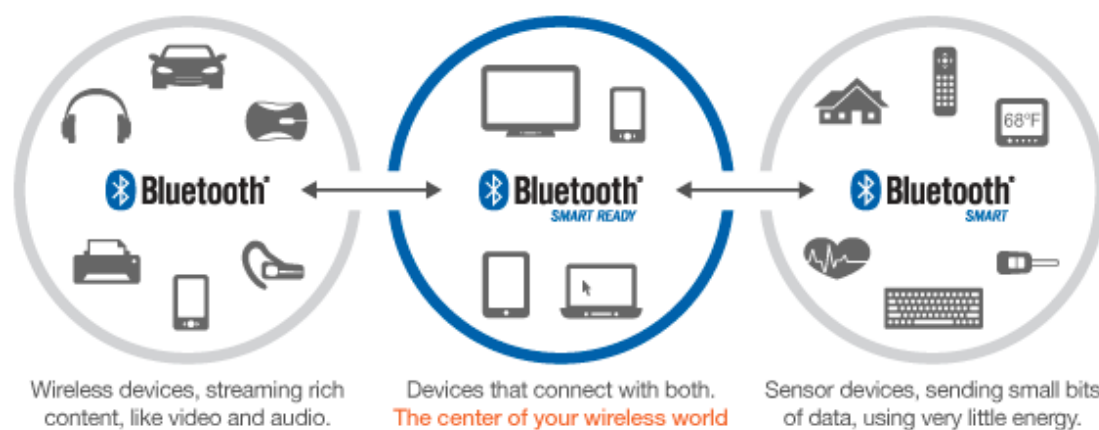 68°F
Bluetooth®
Bluetooth®
SMART READY
Bluetooth®
SMART
Wireless devices, streaming rich
content, like video and audio.
Devices that connect with both.
The center of your wireless world
Sensor devices, sending small bits
of data, using very little energy.